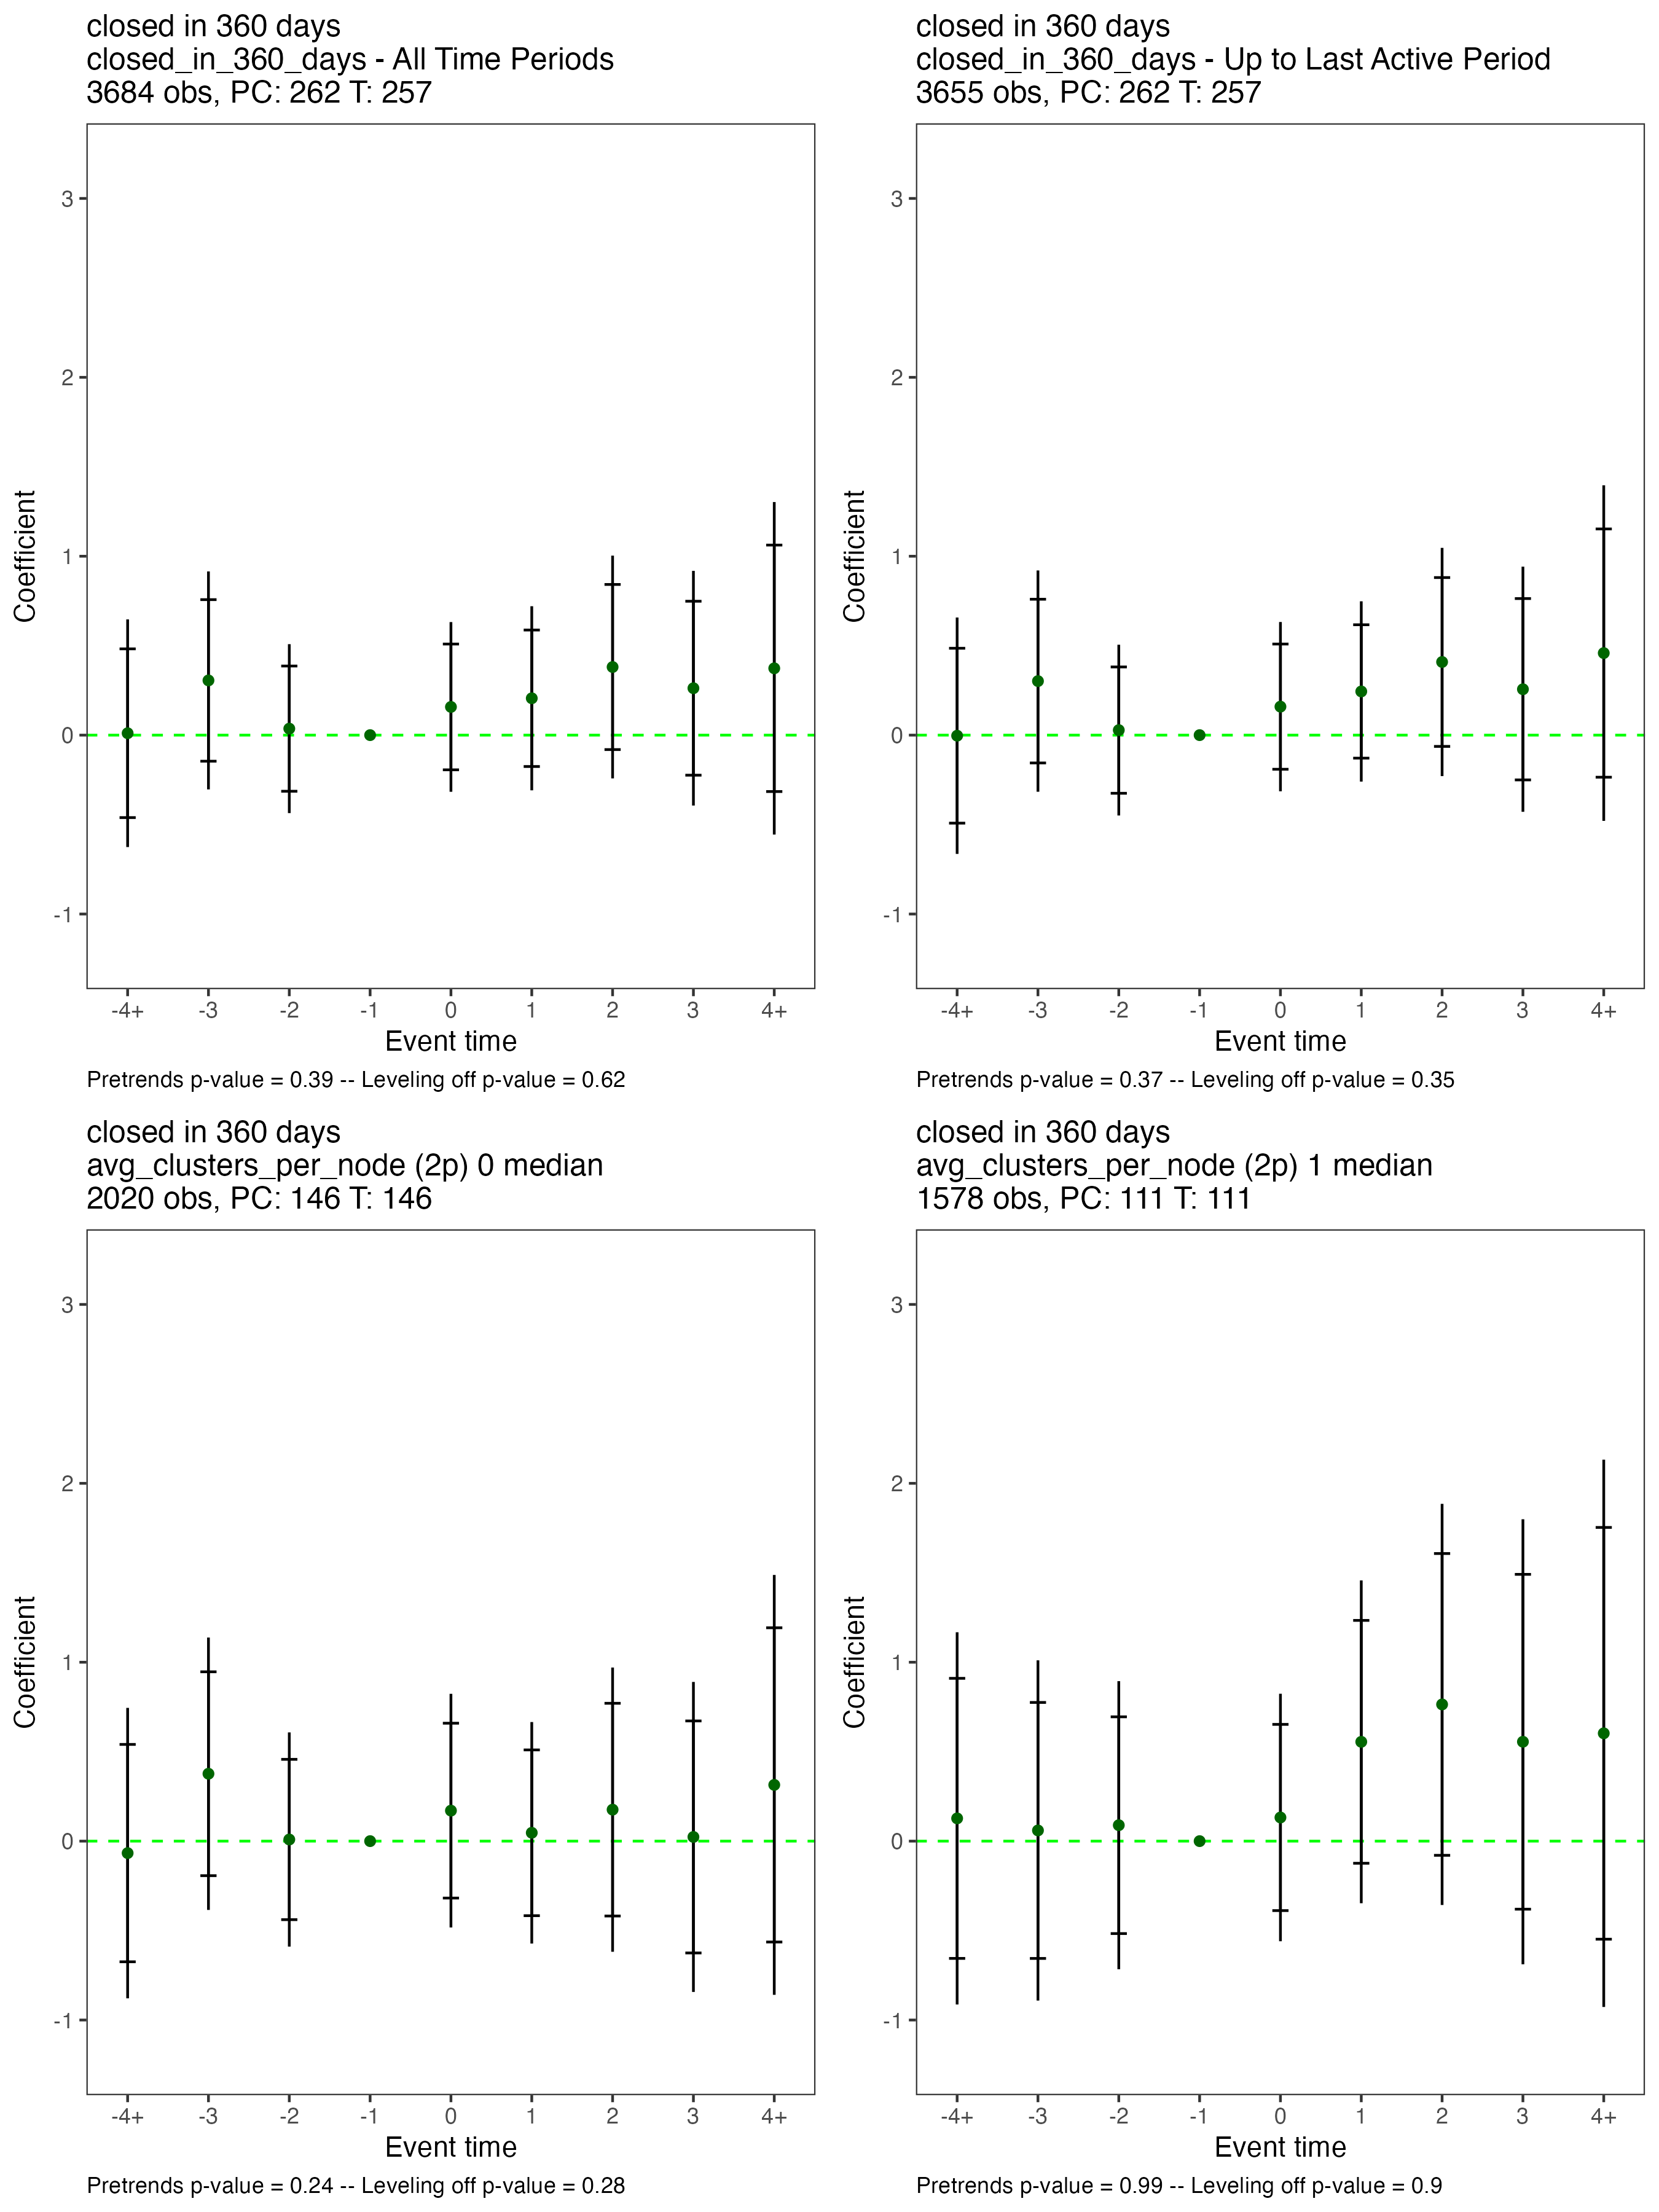 closed in 360 days
closed_in_360_days - All Time Periods
3684 obs, PC: 262 T: 257
3
2
1
0
-1
Coefficient
-4+ -3 -2 -1 0 1 2 3 4+
Event time
Pretrends p-value = 0.39 -- Leveling off p-value = 0.62
closed in 360 days
closed_in_360_days - Up to Last Active Period
3655 obs, PC: 262 T: 257
3
2
1
0
-1
Coefficient
-4+ -3 -2 -1 0 1 2 3 4+
Event time
Pretrends p-value = 0.37 -- Leveling off p-value = 0.35
closed in 360 days
avg_clusters_per_node (2p) 0 median
2020 obs, PC: 146 T: 146
3
2
1
0
-1
Coefficient
-4+ -3 -2 -1 0 1 2 3 4+
Event time
Pretrends p-value = 0.24 -- Leveling off p-value = 0.28
closed in 360 days
avg_clusters_per_node (2p) 1 median
1578 obs, PC: 111 T: 111
3
2
1
0
-1
Coefficient
-4+ -3 -2 -1 0 1 2 3 4+
Event time
Pretrends p-value = 0.99 -- Leveling off p-value = 0.9